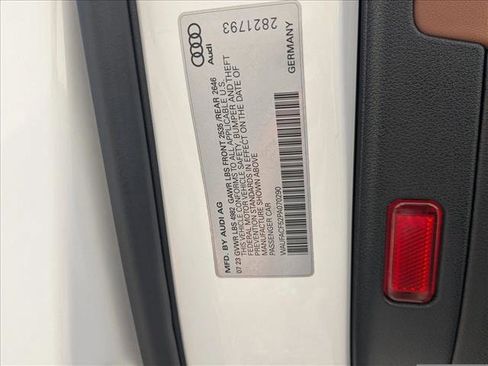 Audi
2821793
GERMANY
MFD. BY AUDI AG
07 23 GVWR LBS 4982 GAWR LBS FRONT 2535 /REAR 2646
THIS VEHICLE CONFORMS TO ALL APPLICABLE U.S.
FEDERAL MOTOR VEHICLE SAFETY, BUMPER AND THEFT
PREVENTION STANDARDS IN EFFECT ON THE DATE OF
MANUFACTURE SHOWN ABOVE
PASSENGER CAR